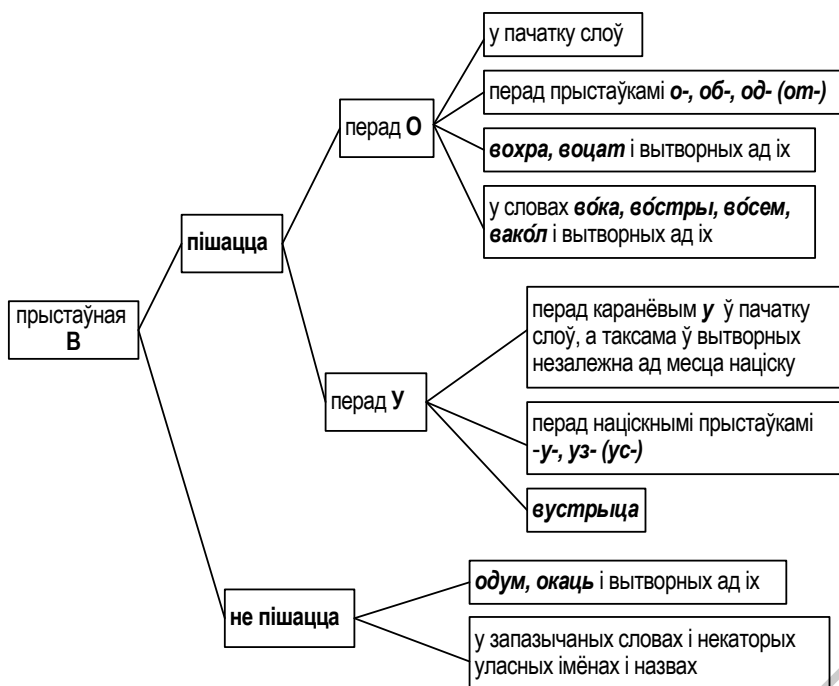 прыстаўная
В
пішацца
перад О
у пачатку слоў
перад прыстаўкамі о-, об-, од- (от-)
вохра, воцат і вытворных ад іх
у словах во́ка, во́стры, во́сем,
вако́л і вытворных ад іх
перад У
перад каранёвым у ў пачатку
слоў, а таксама ў вытворных
незалежна ад месца націску
перад націскнымі прыстаўкамі
-у-, уз- (ус-)
вустрыца
не пішацца
одум, окаць і вытворных ад іх
у запазычаных словах і некаторых
уласных імёнах і назвах